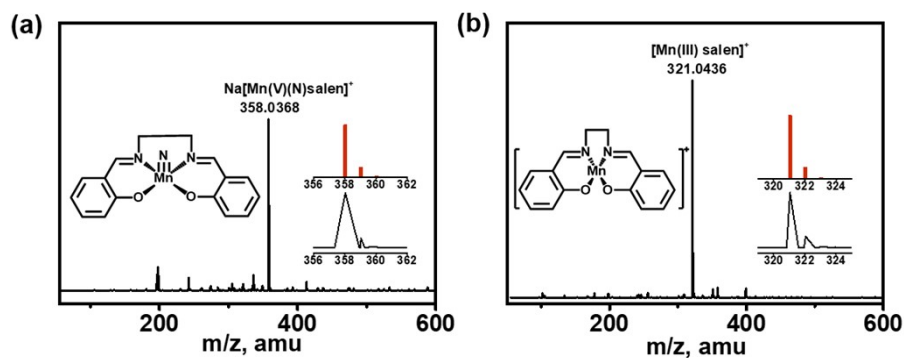 (a)
Na[Mn(V)(N)salen]+
358.0368
N
N N
Mn
O O
356 358 360 362
356 358 360 362
200 400 600
m/z, amu
(b)
[Mn(III) salen]+
321.0436
+
N N
Mn
O O
320 322 324
320 322 324
200 400 600
m/z, amu